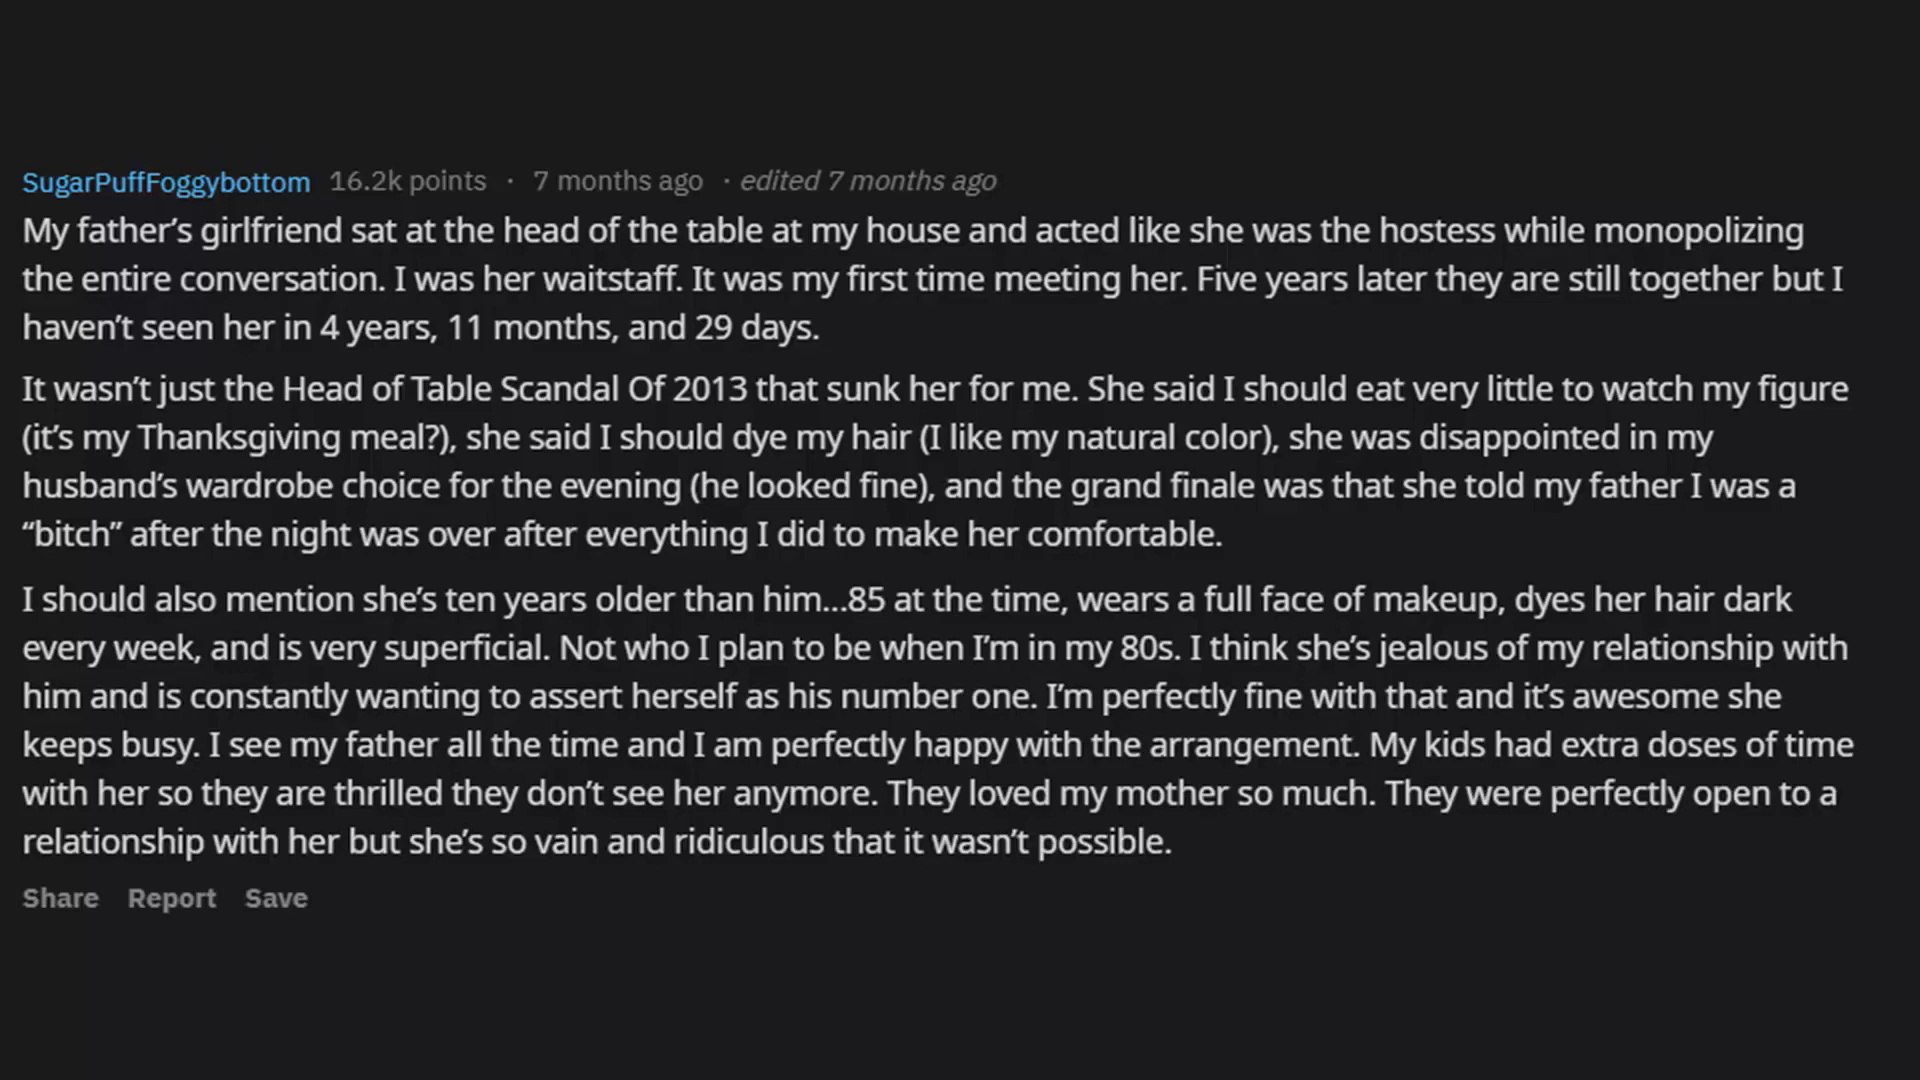 SugarPuffFoggybottom 16.2k points · 7 months ago · edited 7 months ago
My father’s girlfriend sat at the head of the table at my house and acted like she was the hostess while monopolizing
the entire conversation. I was her waitstaff. It was my first time meeting her. Five years later they are still together but I
haven’t seen her in 4 years, 11 months, and 29 days.
It wasn’t just the Head of Table Scandal Of 2013 that sunk her for me. She said I should eat very little to watch my figure
(it’s my Thanksgiving meal?), she said I should dye my hair (I like my natural color), she was disappointed in my
husband’s wardrobe choice for the evening (he looked fine), and the grand finale was that she told my father I was a
“bitch” after the night was over after everything I did to make her comfortable.
I should also mention she’s ten years older than him...85 at the time, wears a full face of makeup, dyes her hair dark
every week, and is very superficial. Not who I plan to be when I’m in my 80s. I think she’s jealous of my relationship with
him and is constantly wanting to assert herself as his number one. I’m perfectly fine with that and it’s awesome she
keeps busy. I see my father all the time and I am perfectly happy with the arrangement. My kids had extra doses of time
with her so they are thrilled they don’t see her anymore. They loved my mother so much. They were perfectly open to a
relationship with her but she’s so vain and ridiculous that it wasn’t possible.
Share Report Save